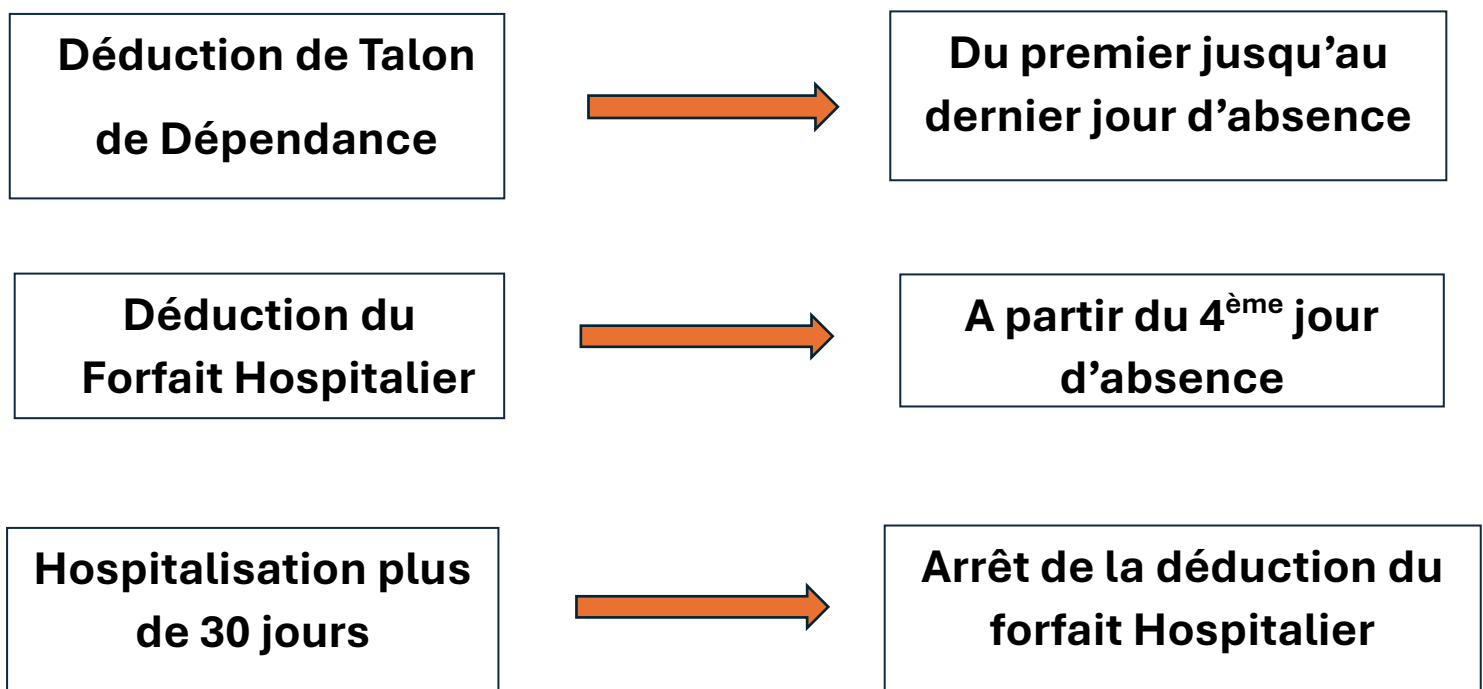 Déduction de Talon
de Dépendance
Du premier jusqu’au
dernier jour d’absence
Déduction du
Forfait Hospitalier
A partir du 4ème jour
d’absence
Hospitalisation plus
de 30 jours
Arrêt de la déduction du
forfait Hospitalier